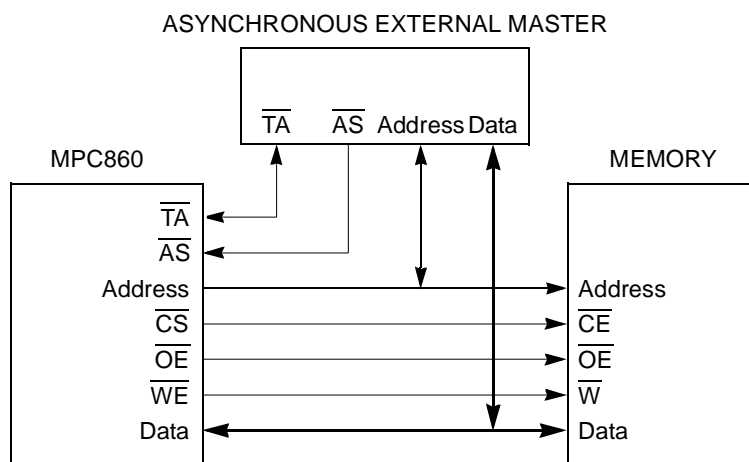 ASYNCHRONOUS EXTERNAL MASTER
TA AS Address Data
MPC860
MEMORY
TA
AS
Address
CS
OE
WE
Data
Address
CE
OE
W
Data